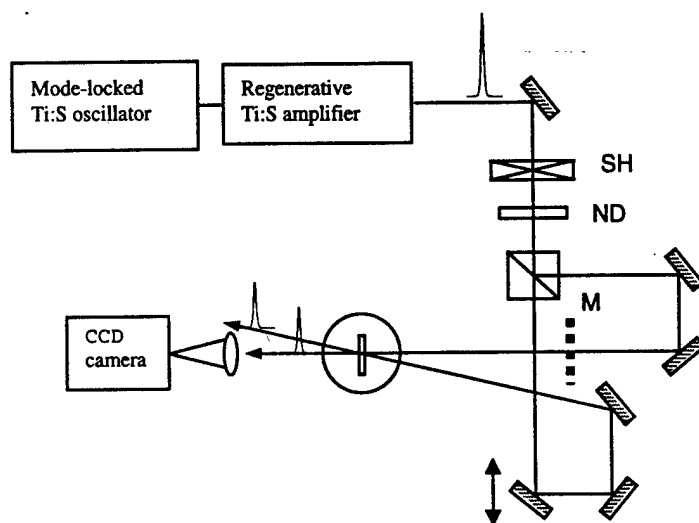 Mode-locked
Ti:S oscillator
Regenerative
Ti:S amplifier
SH
ND
M
CCD
camera